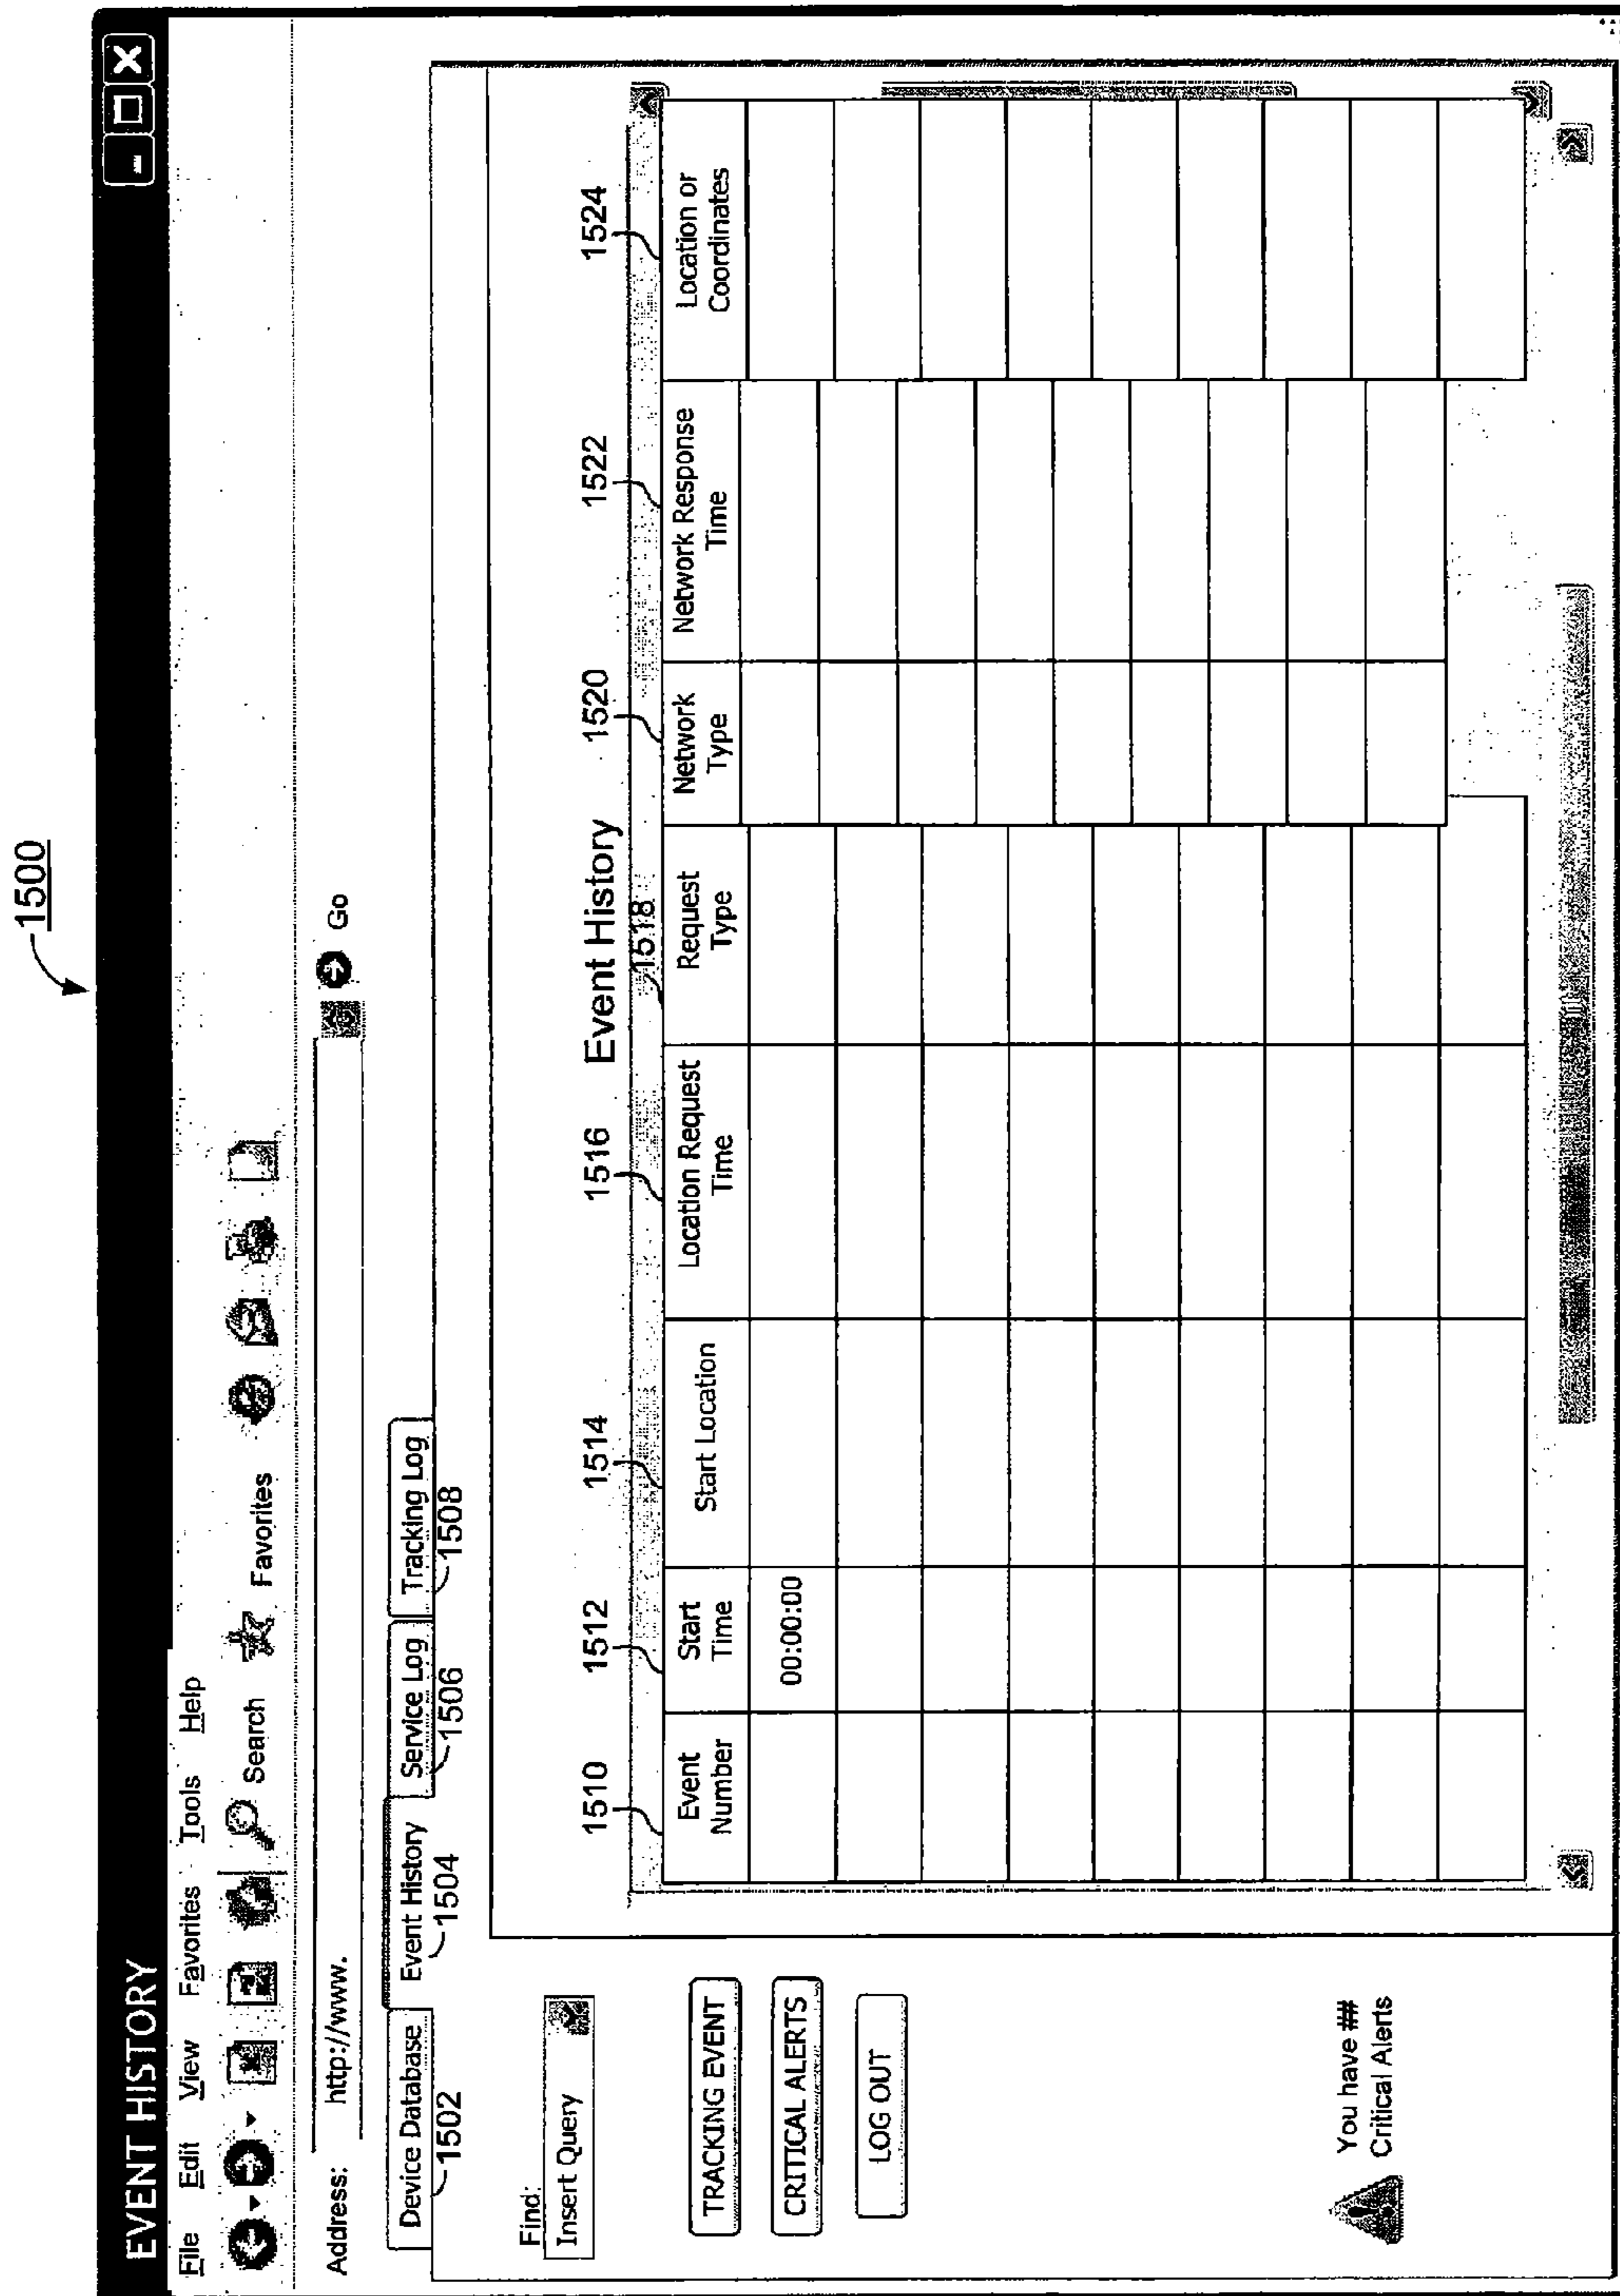 1500
EVENT HISTORY
File Edit View Favorites Tools Help
Search Favorites
Address: http://www. Go
Device Database Event History Service Log Tracking Log
1502 1504 1506 1508
Find:
Insert Query
TRACKING EVENT
CRITICAL ALERTS
LOG OUT
You have ##
Critical Alerts
Event History
1510 1512 1514 1516 1518 1520 1522 1524
Event Number
Start Time
Start Location
Location Request Time
Request Type
Network Type
Network Response Time
Location or Coordinates
00:00:00